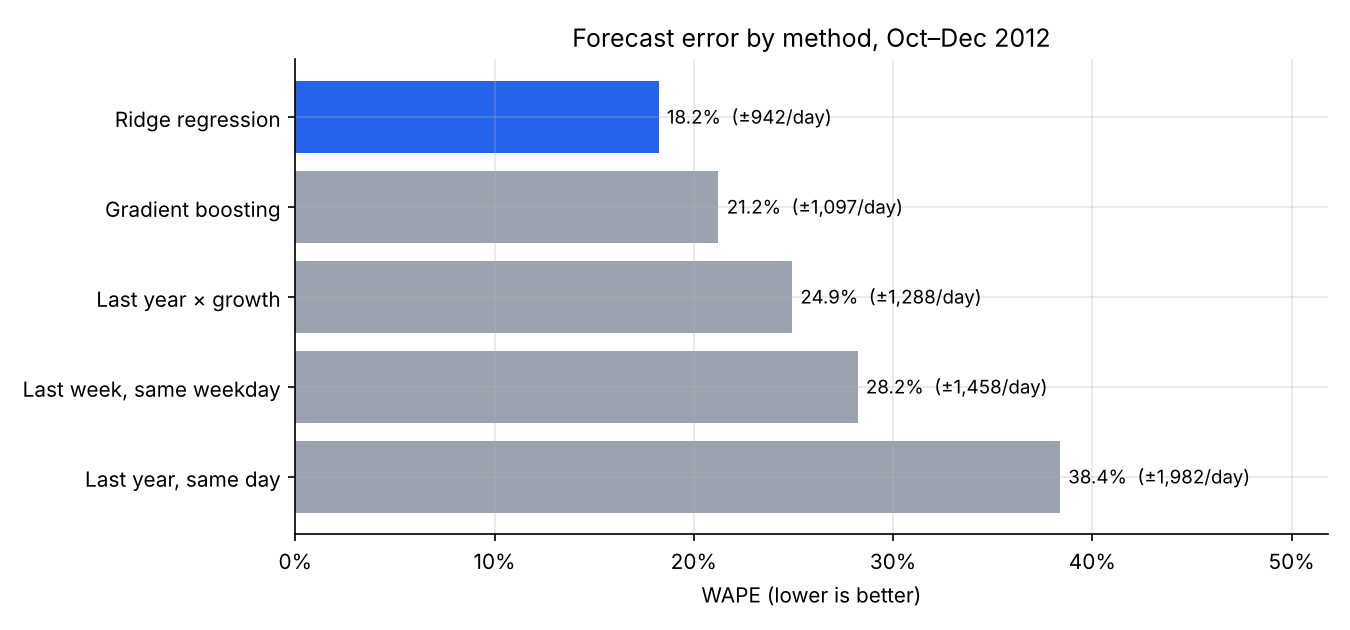 Forecast error by method, Oct–Dec 2012
Ridge regression
18.2%  (±942/day)
Gradient boosting
21.2%  (±1,097/day)
Last year × growth
24.9%  (±1,288/day)
Last week, same weekday
28.2%  (±1,458/day)
Last year, same day
38.4%  (±1,982/day)
0% 10% 20% 30% 40% 50%
WAPE (lower is better)